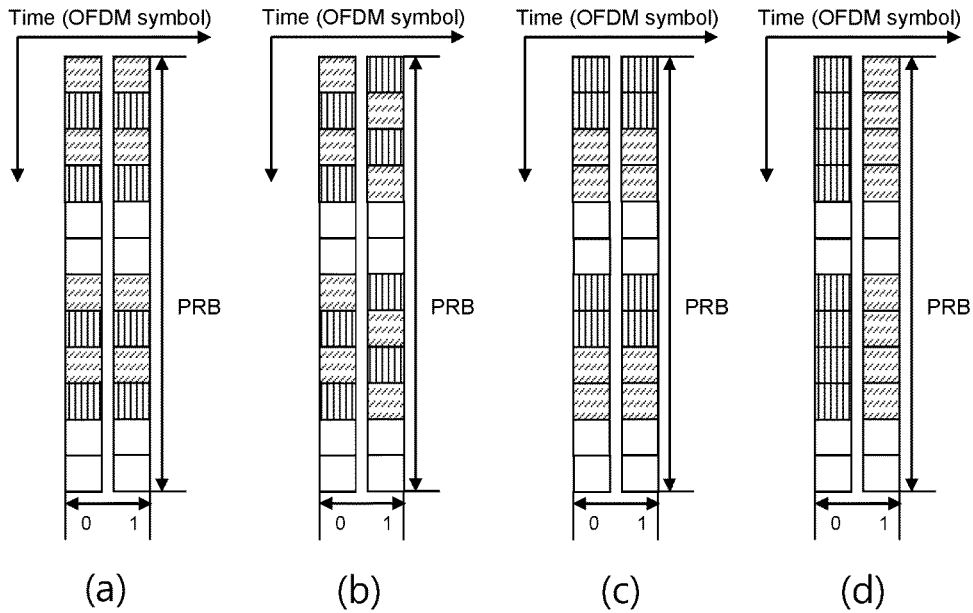 Time (OFDM symbol) Time (OFDM symbol) Time (OFDM symbol) Time (OFDM symbol)
PRB PRB PRB PRB
0 1 0 1 0 1 0 1
(a) (b) (c) (d)